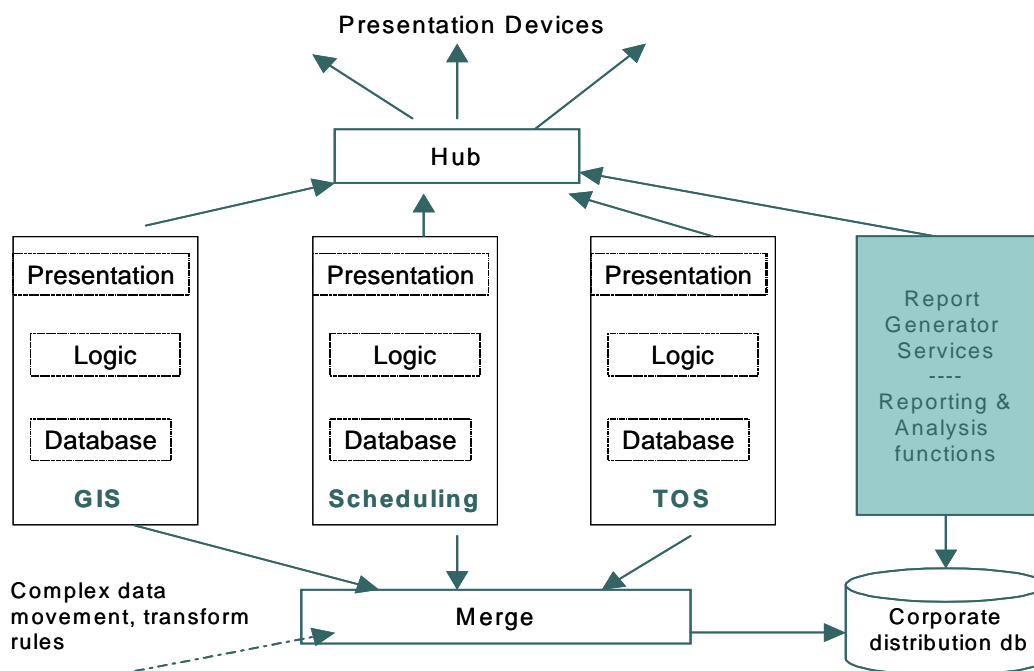 Presentation Devices
Hub
Presentation
Logic
Database
GIS
Presentation
Logic
Database
Scheduling
Presentation
Logic
Database
TOS
Report
Generator
Services
----
Reporting &
Analysis
functions
Complex data
movement, transform
rules
Merge
Corporate
distribution db